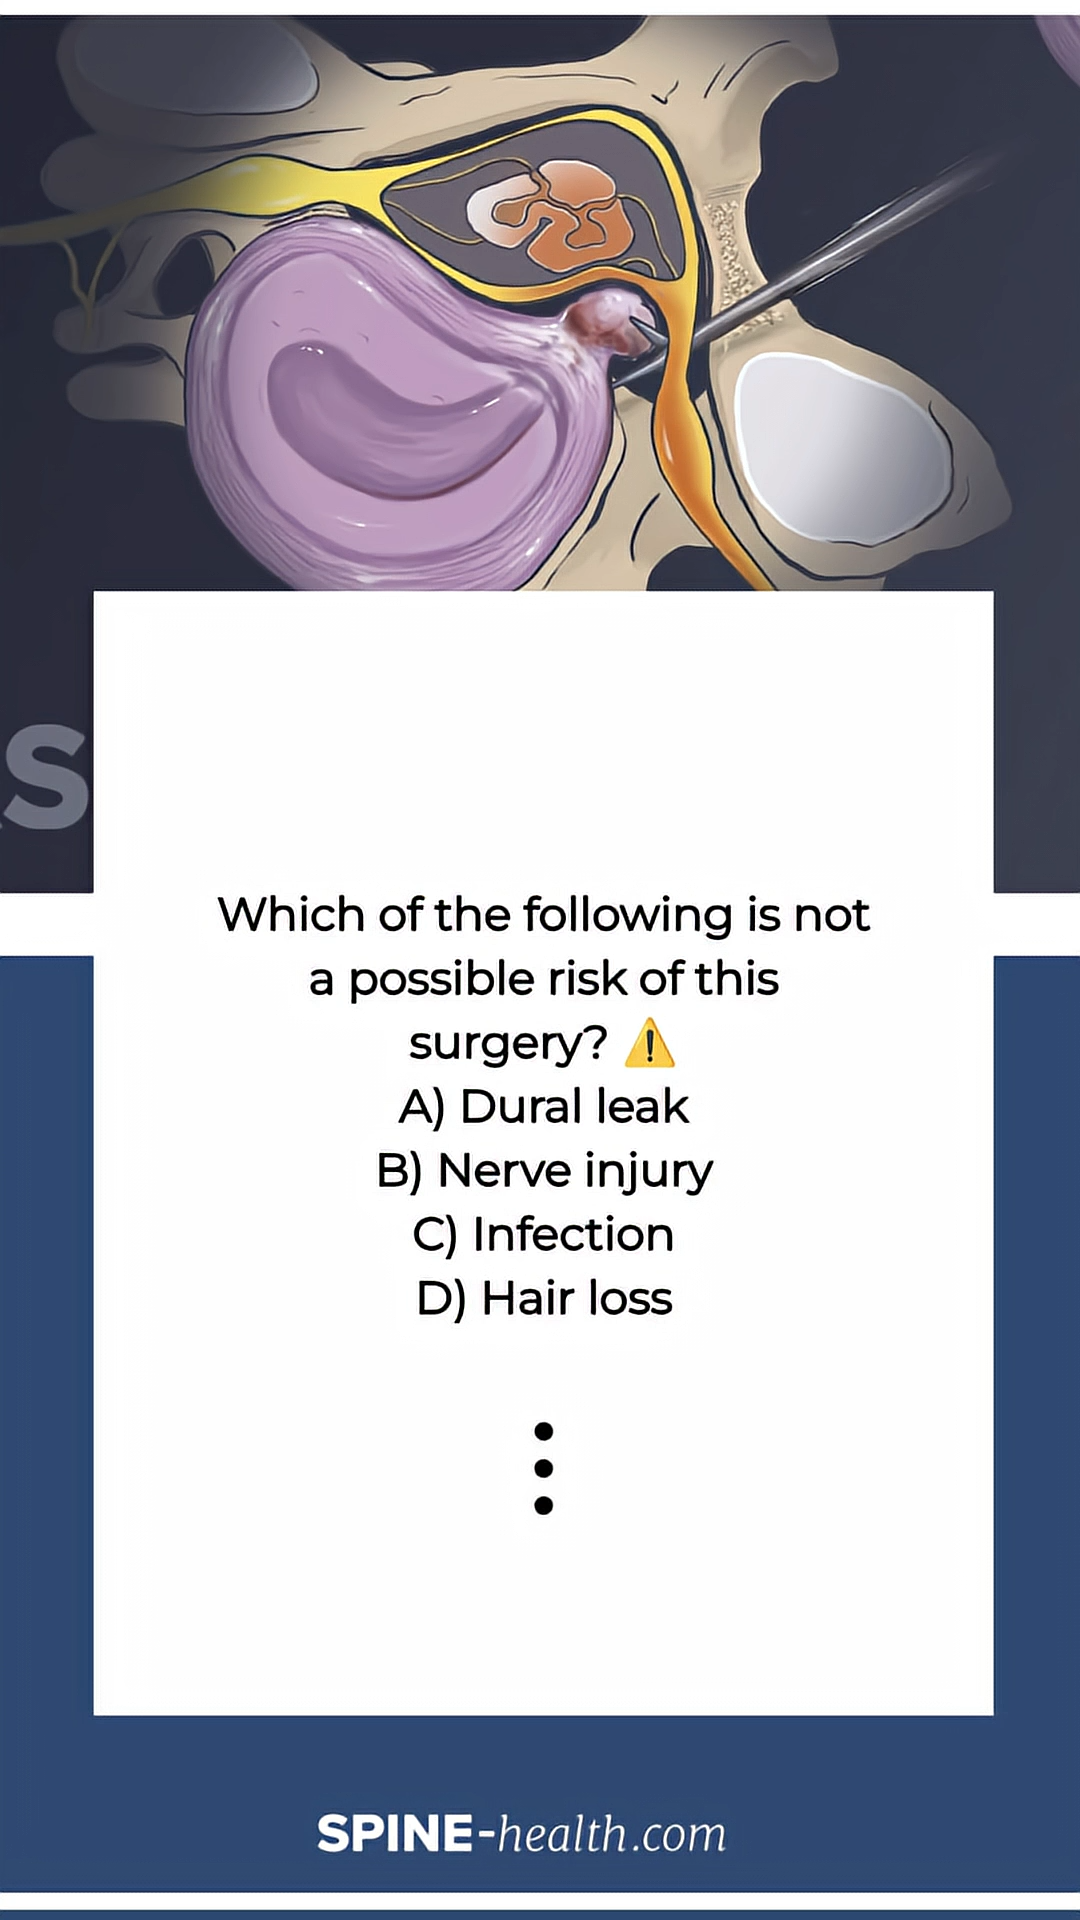 S
Which of the following is not
a possible risk of this
surgery? ⚠️
A) Dural leak
B) Nerve injury
C) Infection
D) Hair loss
SPINE-health.com